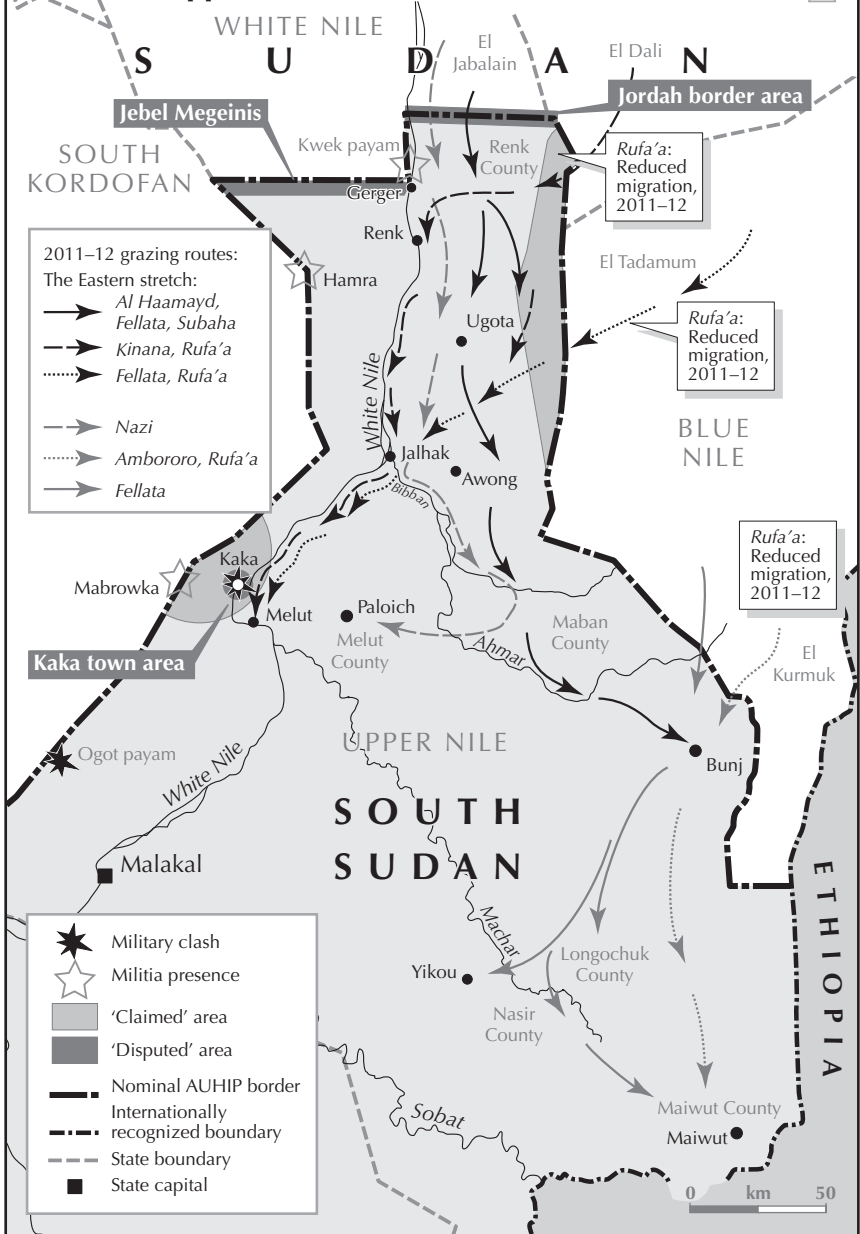 WHITE NILE
S U D A N
El
Jabalain
El Dali
Jebel Megeinis
Jordah border area
Kwek payam
Renk
County
Rufa’a:
Reduced
migration,
2011–12
SOUTH
KORDOFAN
Gerger
Renk
2011–12 grazing routes:
The Eastern stretch:
Al Haamayd,
Fellata, Subaha
Kinana, Rufa’a
Fellata, Rufa’a
Nazi
Ambororo, Rufa’a
Fellata
Hamra
El Tadamum
Ugota
Rufa’a:
Reduced
migration,
2011–12
White Nile
BLUE
NILE
Jalhak
Awong
Bibban
Rufa’a:
Reduced
migration,
2011–12
Kaka
Mabrowka
Melut
Paloich
Melut
County
Maban
County
Ahmar
El
Kurmuk
Kaka town area
Ogot payam
UPPER NILE
Bunj
White Nile
SOUTH
SUDAN
Malakal
ETHIOPIA
Machar
Yikou
Longochuk
County
Nasir
County
Military clash
Militia presence
‘Claimed’ area
‘Disputed’ area
Nominal AUHIP border
Internationally
recognized boundary
State boundary
State capital
Sobat
Maiwut County
Maiwut
0 km 50